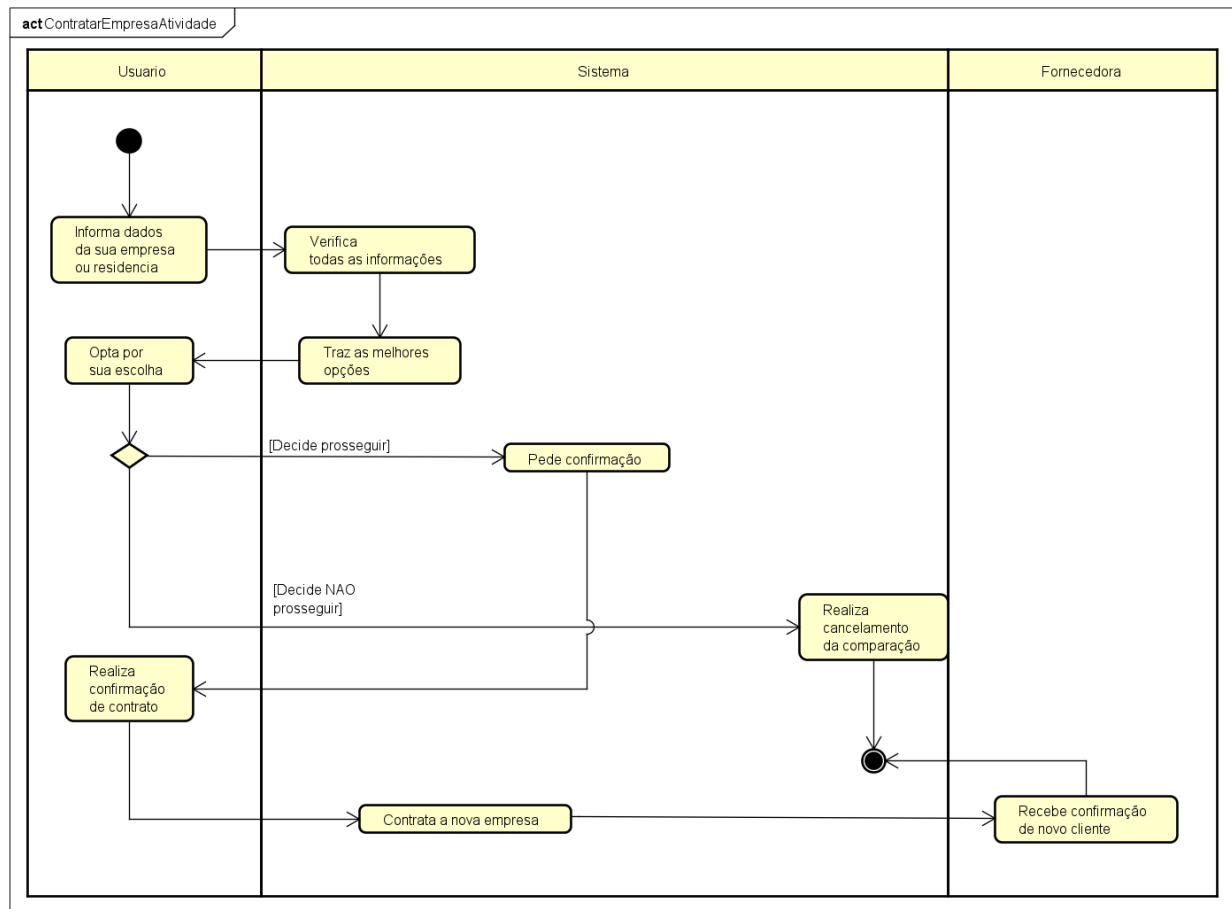 act ContratarEmpresaAtividade
Usuario
Sistema
Fornecedora
Informa dados
da sua empresa
ou residencia
Verifica
todas as informações
Opta por
sua escolha
Traz as melhores
opções
[Decide prosseguir]
Pede confirmação
[Decide NAO
prosseguir]
Realiza
cancelamento
da comparação
Realiza
confirmação
de contrato
Contrata a nova empresa
Recebe confirmação
de novo cliente